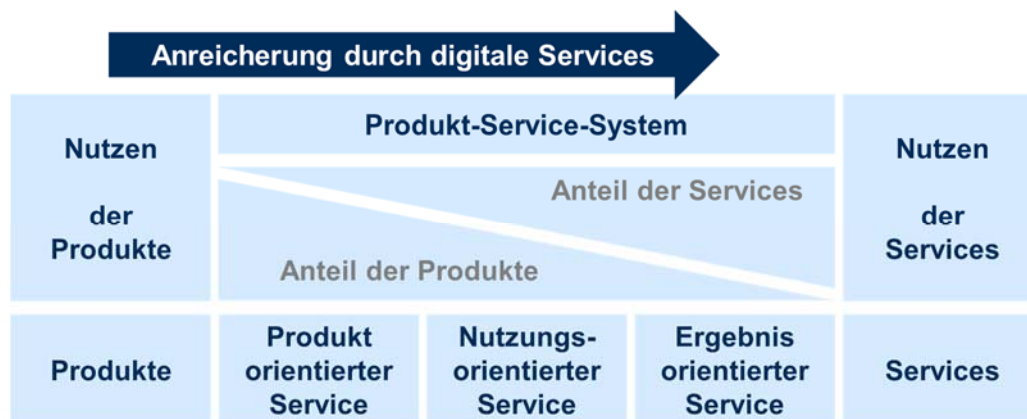 Anreicherung durch digitale Services
Nutzen
der
Produkte
Produkt-Service-System
Anteil der Services
Anteil der Produkte
Nutzen
der
Services
Produkte
Produkt
orientierter
Service
Nutzungs-
orientierter
Service
Ergebnis
orientierter
Service
Services